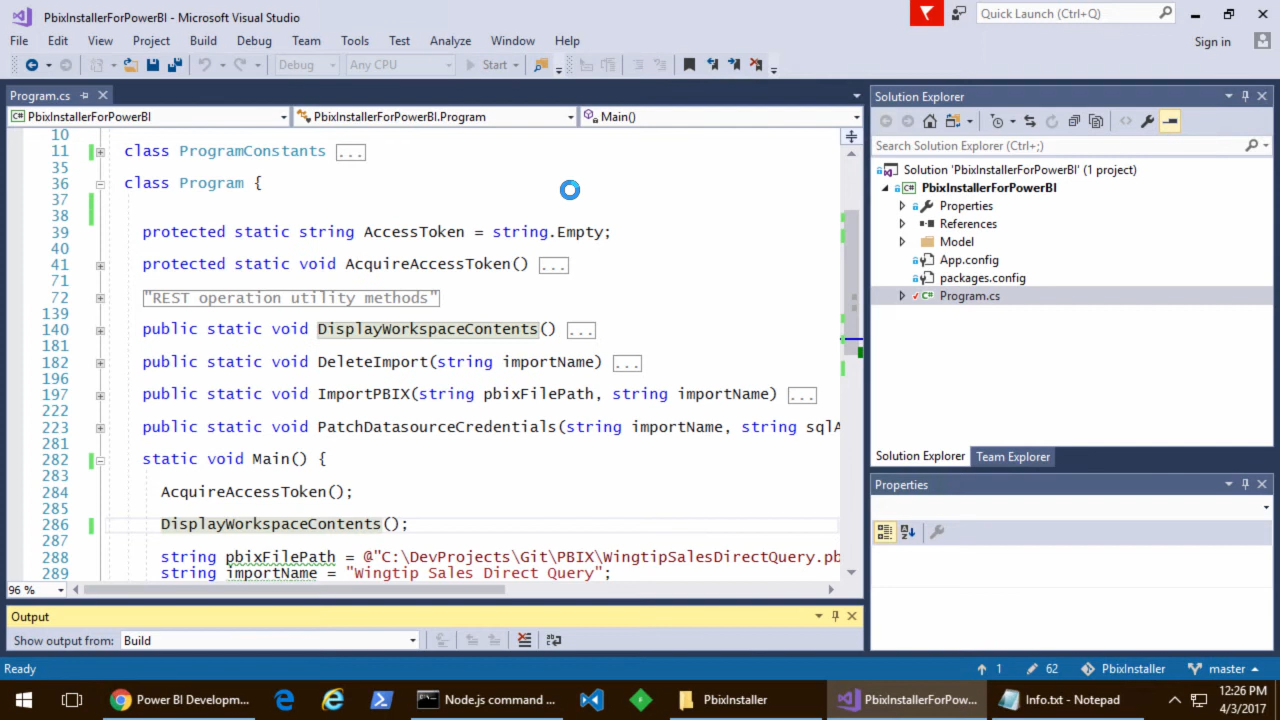 PbixInstallerForPowerBI - Microsoft Visual Studio
Quick Launch (Ctrl+Q)
File Edit View Project Build Debug Team Tools Test Analyze Window Help
Sign in
Debug Any CPU Start
Program.cs
PbixInstallerForPowerBI PbixInstallerForPowerBI.Program Main()
10
11 class ProgramConstants ...
35
36 class Program {
37
38
39 protected static string AccessToken = string.Empty;
40
41 protected static void AcquireAccessToken() ...
71
72 "REST operation utility methods"
139
140 public static void DisplayWorkspaceContents() ...
181
182 public static void DeleteImport(string importName) ...
196
197 public static void ImportPBIX(string pbixFilePath, string importName) ...
222
223 public static void PatchDatasourceCredentials(string importName, string sqlA
281
282 static void Main() {
283
284 AcquireAccessToken();
285
286 DisplayWorkspaceContents();
287
288 string pbixFilePath = @"C:\DevProjects\Git\PBIX\WingtipSalesDirectQuery.pb
289 string importName = "Wingtip Sales Direct Query";
96 %
Solution Explorer
Search Solution Explorer (Ctrl+;)
Solution 'PbixInstallerForPowerBI' (1 project)
PbixInstallerForPowerBI
Properties
References
Model
App.config
packages.config
Program.cs
Solution Explorer Team Explorer
Properties
Output
Show output from: Build
Ready
1 62 PbixInstaller master
Power BI Developm...
Node.js command ...
PbixInstaller
PbixInstallerForPow...
Info.txt - Notepad
12:26 PM
4/3/2017